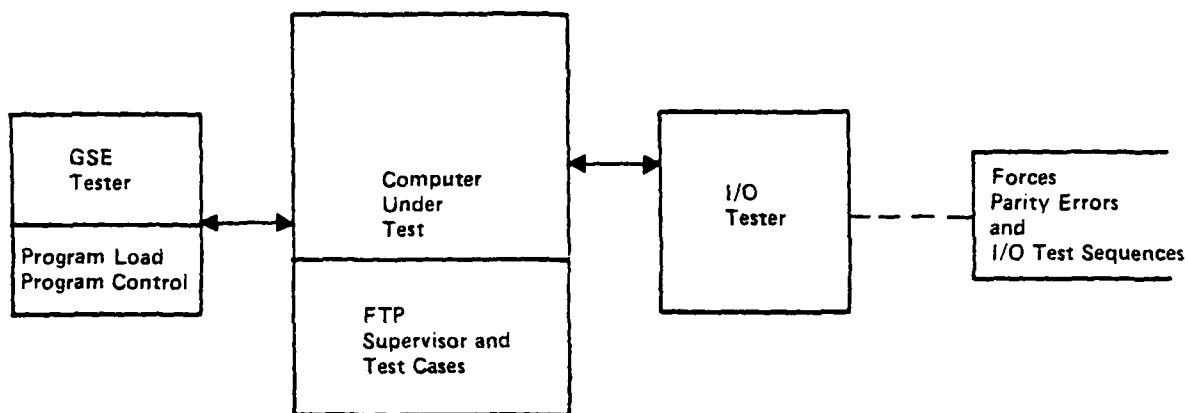 GSE
Tester
Program Load
Program Control
Computer
Under
Test
FTP
Supervisor and
Test Cases
I/O
Tester
Forces
Parity Errors
and
I/O Test Sequences